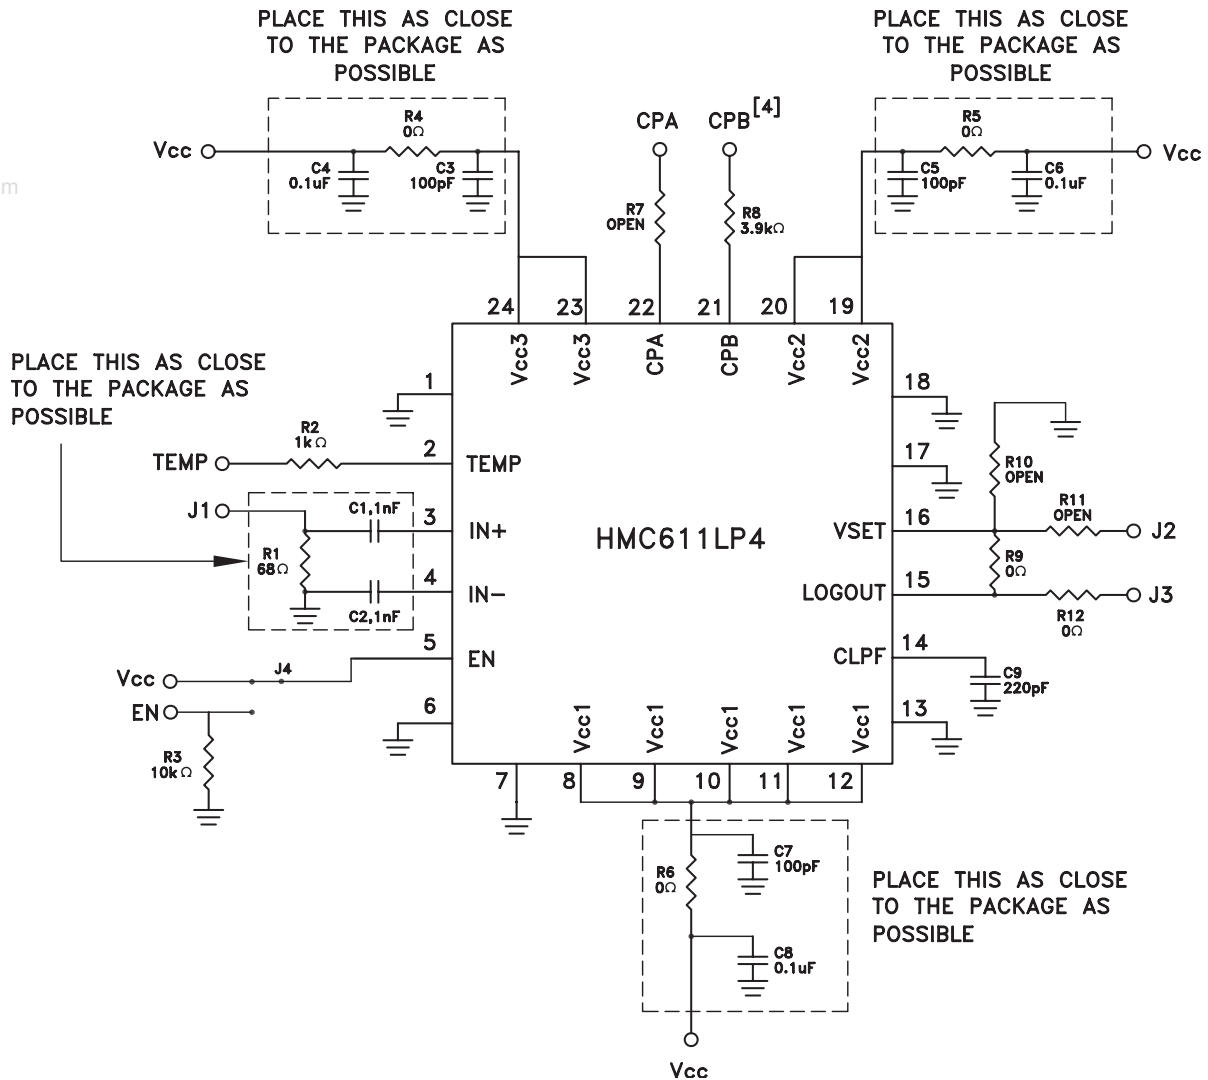 PLACE THIS AS CLOSE
TO THE PACKAGE AS
POSSIBLE
PLACE THIS AS CLOSE
TO THE PACKAGE AS
POSSIBLE
Vcc
R4
0Ω
C4
0.1uF
C3
100pF
CPA
CPB[4]
R7
OPEN
R8
3.9kΩ
R5
0Ω
C5
100pF
C6
0.1uF
Vcc
m
24
23
22
21
20
19
Vcc3
Vcc3
CPA
CPB
Vcc2
Vcc2
PLACE THIS AS CLOSE
TO THE PACKAGE AS
POSSIBLE
1
TEMP
R2
1kΩ
2
TEMP
J1
C1,1nF
3
IN+
R1
68Ω
4
IN-
C2,1nF
5
EN
Vcc
J4
EN
6
R3
10kΩ
HMC611LP4
18
17
R10
OPEN
R11
OPEN
VSET
16
J2
R9
0Ω
LOGOUT
15
J3
R12
0Ω
CLPF
14
C9
220pF
13
Vcc1
Vcc1
Vcc1
Vcc1
Vcc1
7
8
9
10
11
12
C7
100pF
R6
0Ω
C8
0.1uF
PLACE THIS AS CLOSE
TO THE PACKAGE AS
POSSIBLE
Vcc